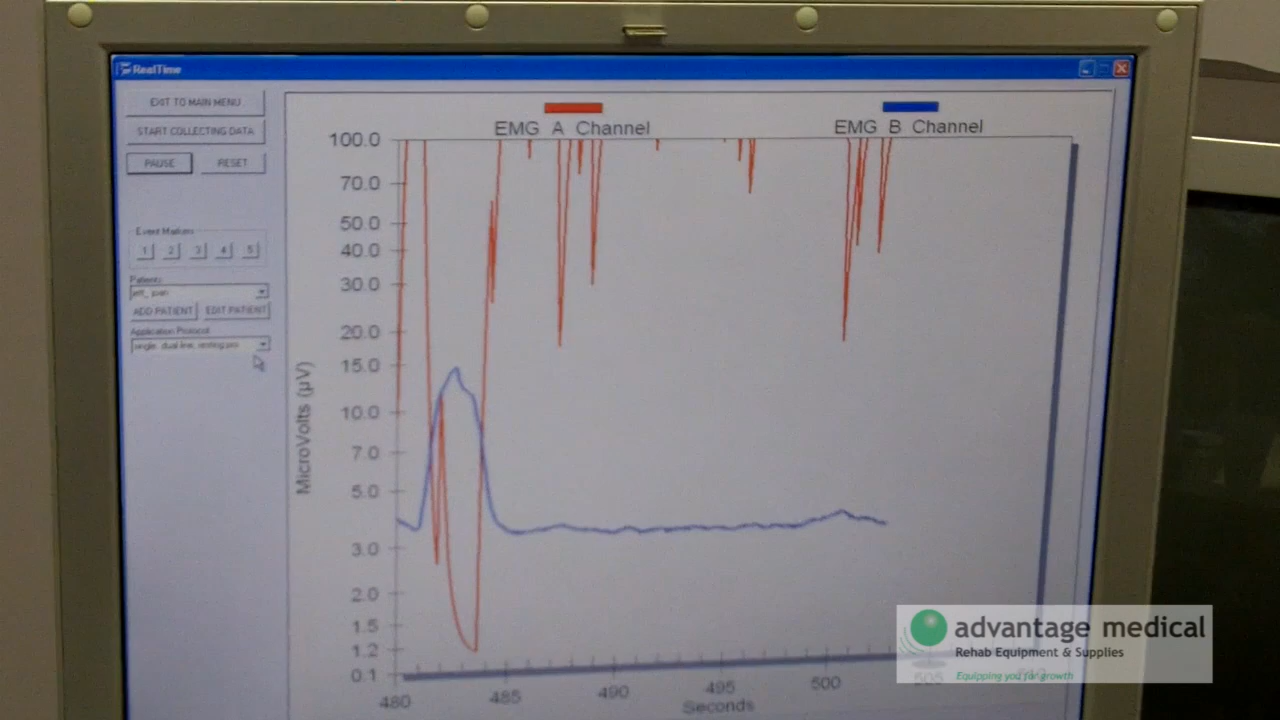 RealTime
EXIT TO MAIN MENU
START COLLECTING DATA
PAUSE RESET
Event Markers
1 2 3 4 5
Patients
ADD PATIENT EDIT PATIENT
Application Protocol
EMG A Channel
EMG B Channel
100.0
70.0
50.0
40.0
30.0
20.0
15.0
10.0
7.0
5.0
3.0
2.0
1.5
1.2
0.1
MicroVolts (µV)
480 485 490 495 500 505
Seconds
advantage medical
Rehab Equipment & Supplies
Equipping you for growth